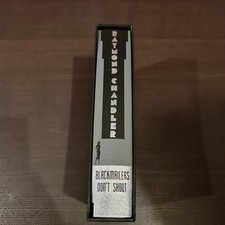 RAYMOND CHANDLER
BLACKMAILERS
DON'T SHOOT